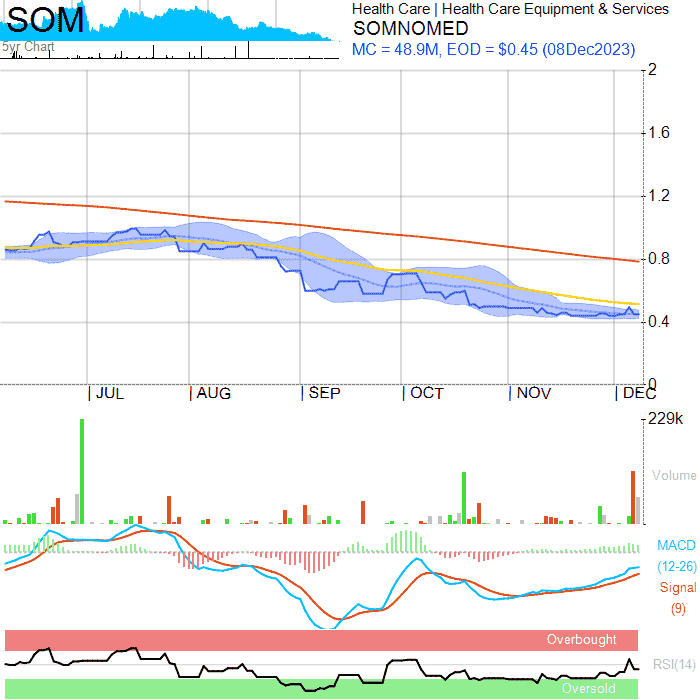 SOM
Health Care | Health Care Equipment & Services
SOMNOMED
5yr Chart
MC = 48.9M, EOD = $0.45 (08Dec2023)
2
1.6
1.2
0.8
0.4
0
JUL AUG SEP OCT NOV DEC
229k
Volume
MACD
(12-26)
Signal
(9)
Overbought
RSI(14)
Oversold